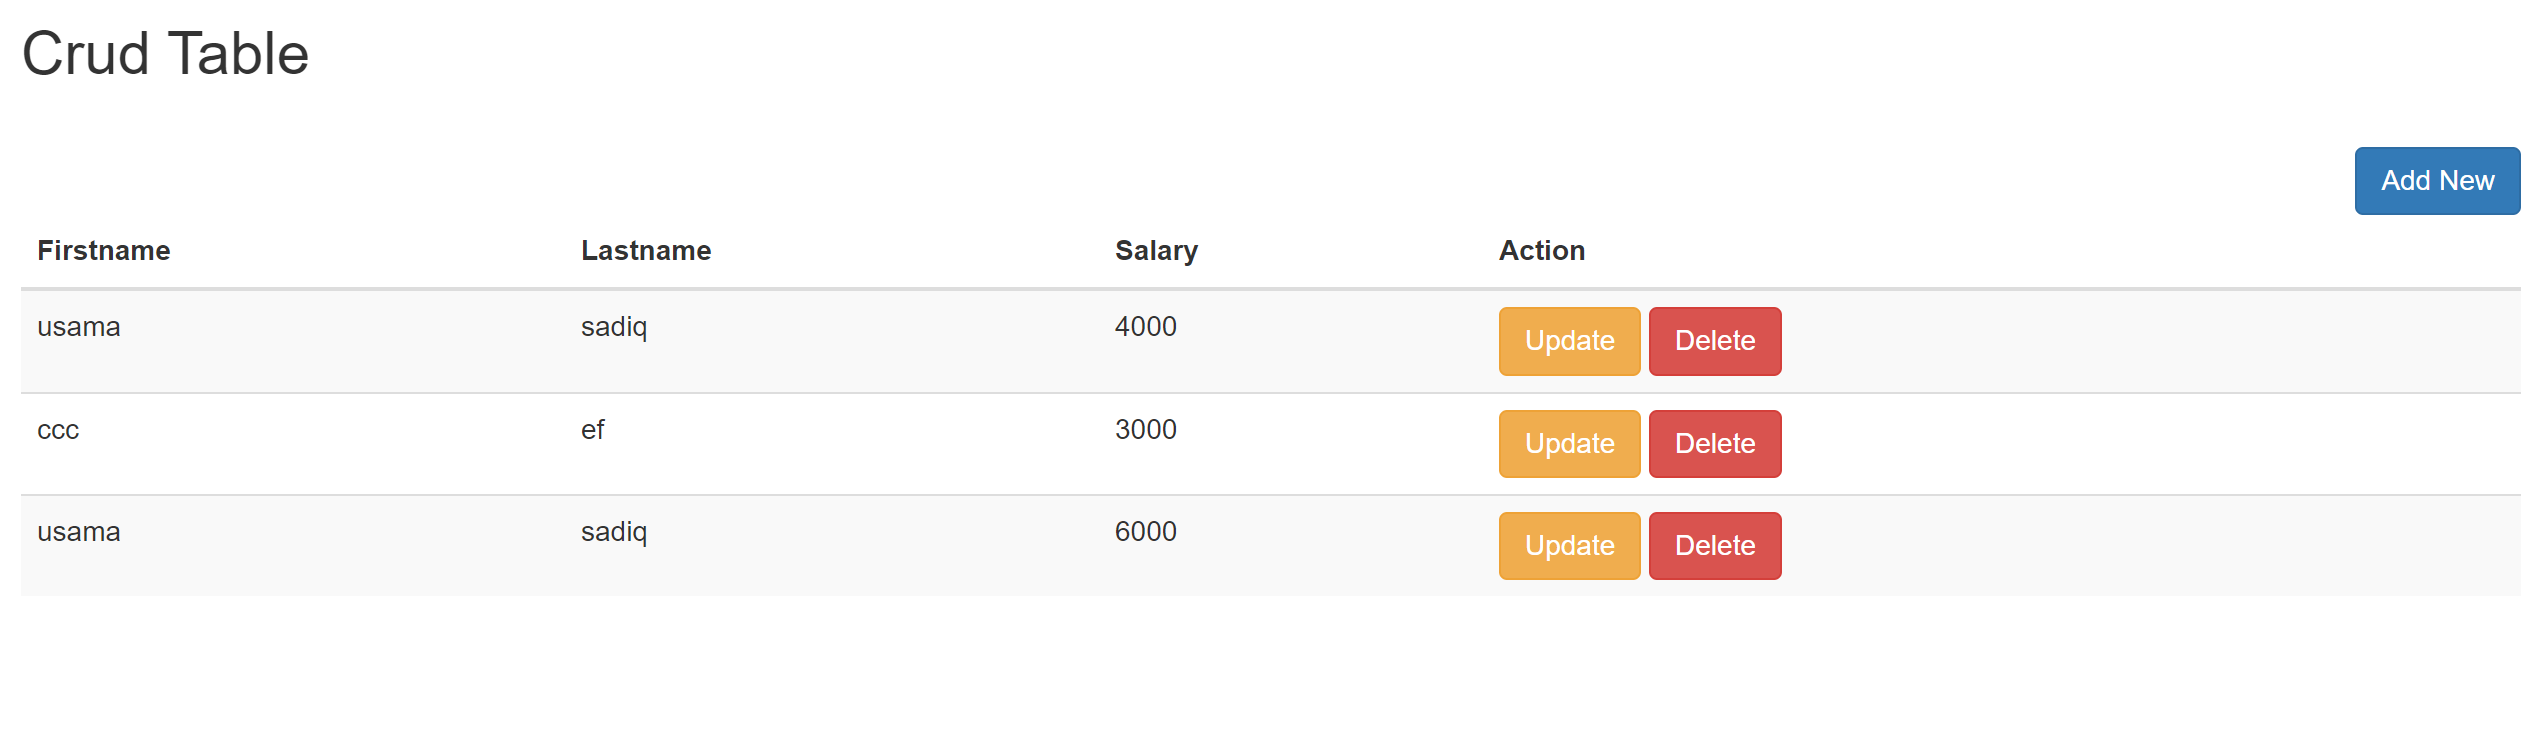 Crud Table
Add New
Firstname Lastname Salary Action
usama sadiq 4000 Update Delete
ccc ef 3000 Update Delete
usama sadiq 6000 Update Delete